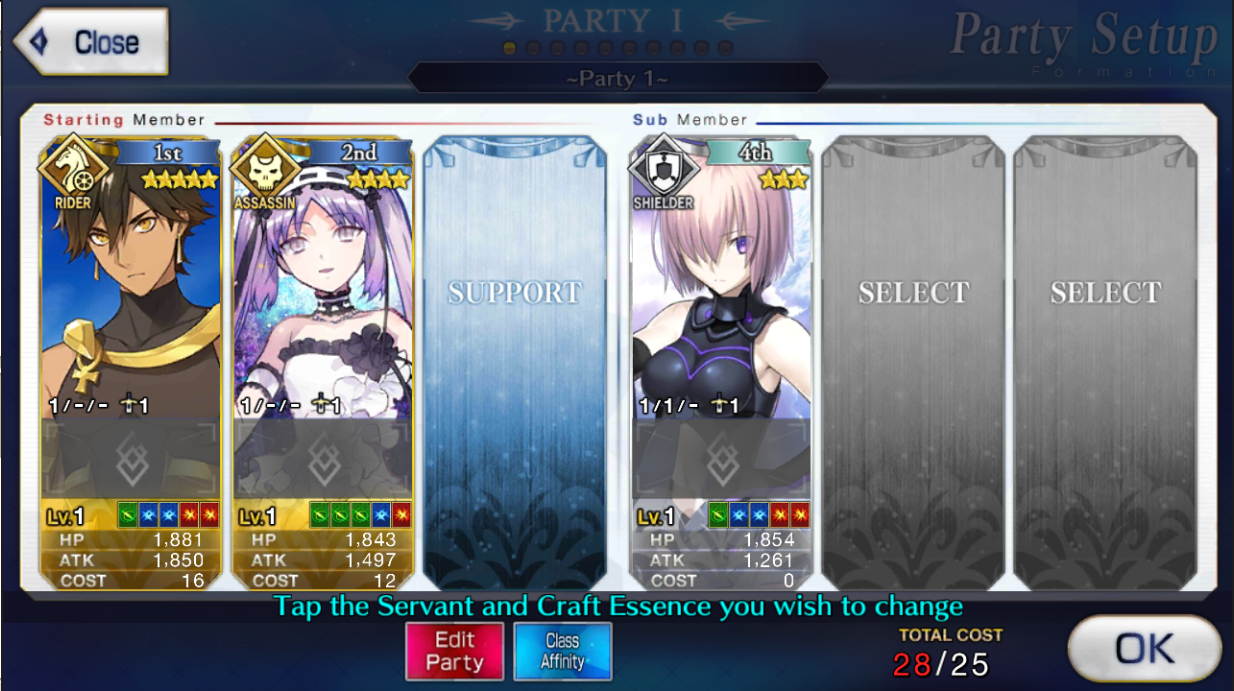 Close
PARTY I
~Party 1~
Party Setup
Formation
Starting Member
Sub Member
1st
RIDER
1/-/- 1
Lv.1
HP 1,881
ATK 1,850
COST 16
2nd
ASSASSIN
1/-/- 1
Lv.1
HP 1,843
ATK 1,497
COST 12
SUPPORT
4th
SHIELDER
1/1/- 1
Lv.1
HP 1,854
ATK 1,261
COST 0
SELECT
SELECT
Tap the Servant and Craft Essence you wish to change
Edit
Party
Class
Affinity
TOTAL COST
28/25
OK